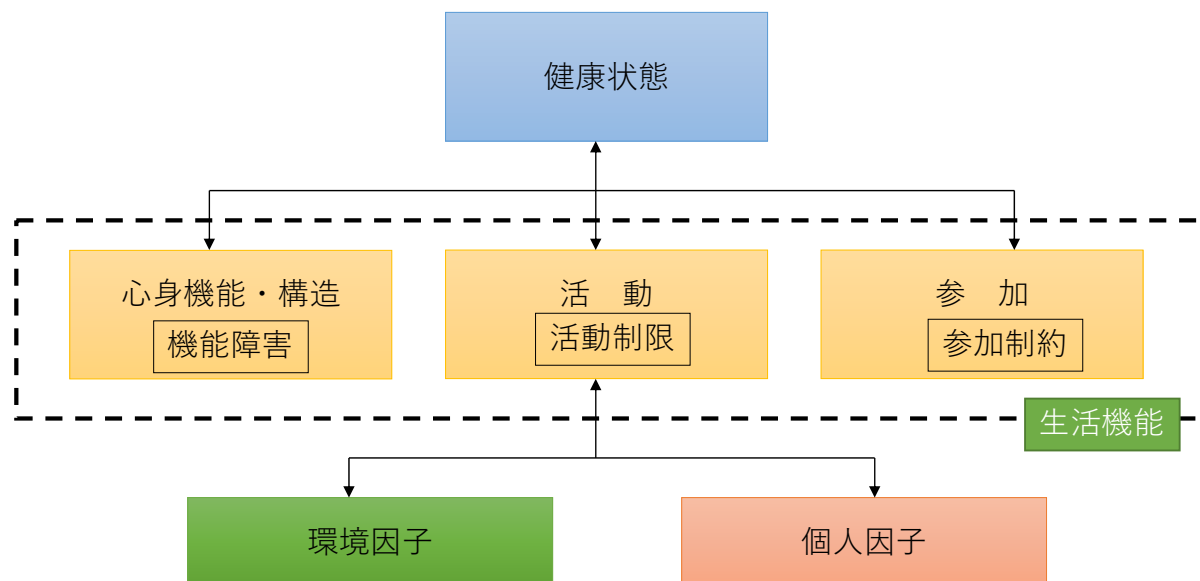 健康状態
心身機能・構造
機能障害
活　動
活動制限
参　加
参加制約
生活機能
環境因子
個人因子